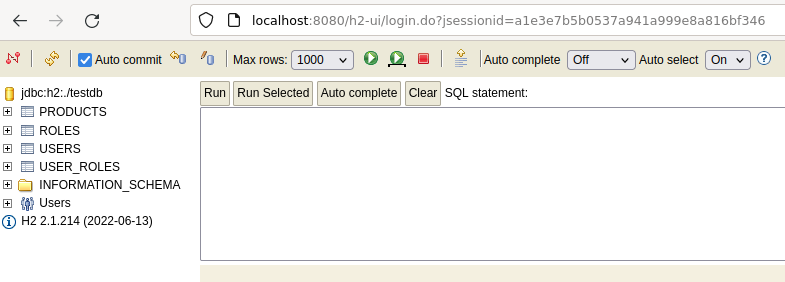 localhost:8080/h2-ui/login.do?jsessionid=a1e3e7b5b0537a941a999e8a816bf346
Auto commit Max rows: 1000 Auto complete Off Auto select On
jdbc:h2:./testdb
PRODUCTS
ROLES
USERS
USER_ROLES
INFORMATION_SCHEMA
Users
H2 2.1.214 (2022-06-13)
Run Run Selected Auto complete Clear SQL statement: